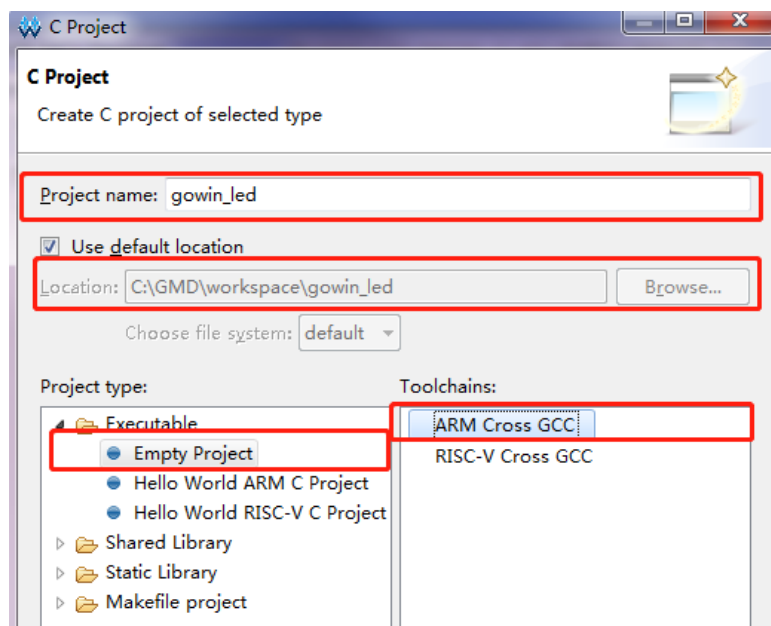 C Project
C Project
Create C project of selected type
Project name: gowin_led
Use default location
Location: C:\GMD\workspace\gowin_led Browse...
Choose file system: default
Project type: Toolchains:
Executable ARM Cross GCC
Empty Project RISC-V Cross GCC
Hello World ARM C Project
Hello World RISC-V C Project
Shared Library
Static Library
Makefile project